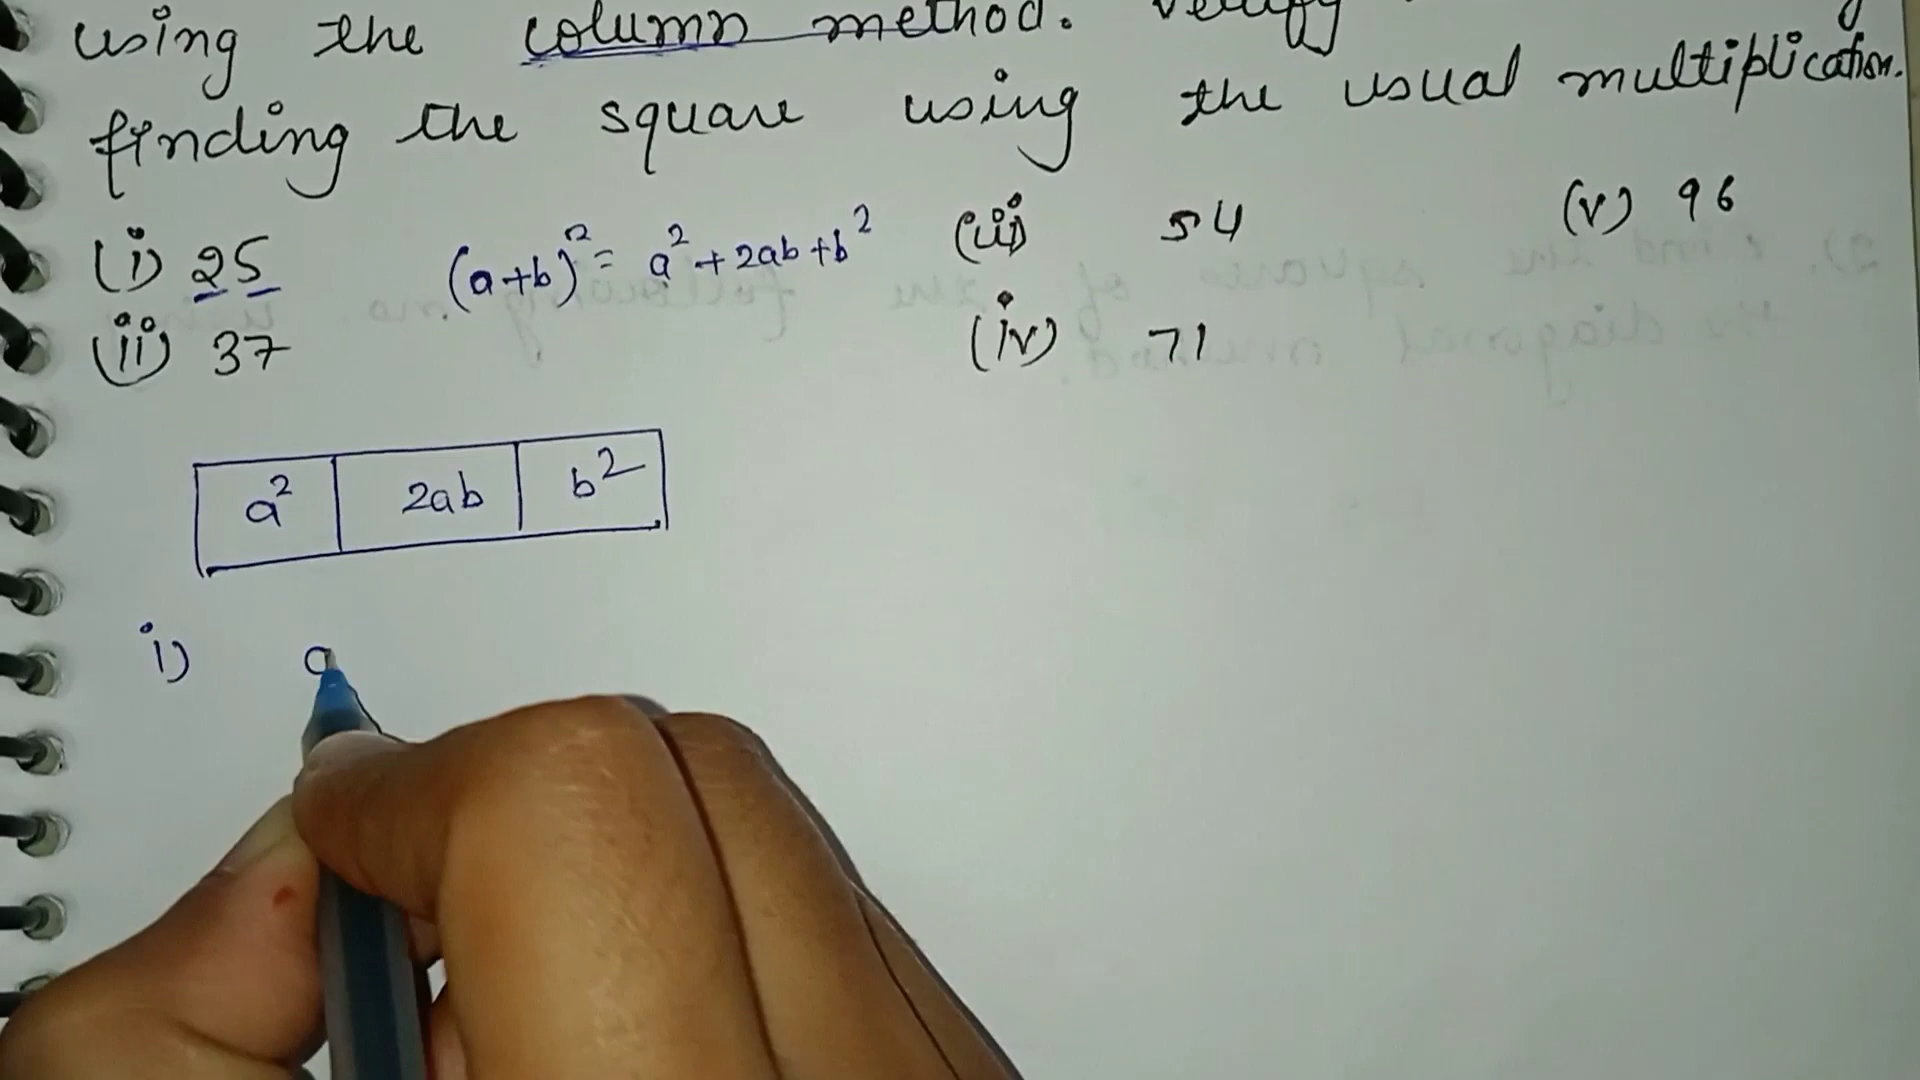 using the column method. Verify
finding the square using the usual multiplication.
(i) 25 (a+b)² = a² + 2ab + b² (iii) 54 (v) 96
(ii) 37 (iv) 71
a² 2ab b²
i) a